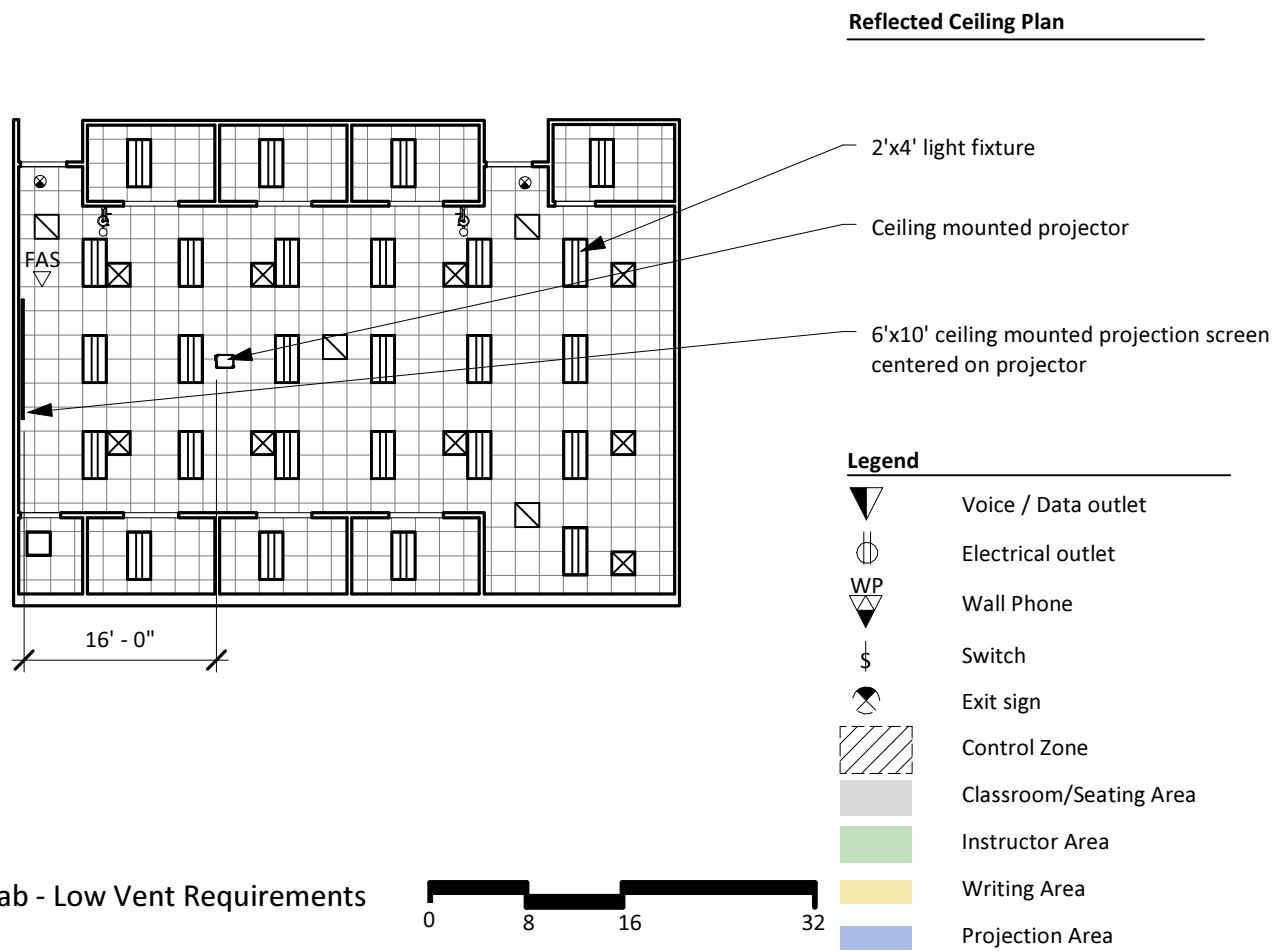 Reflected Ceiling Plan
2'x4' light fixture
Ceiling mounted projector
FAS
6'x10' ceiling mounted projection screen
centered on projector
16' - 0"
Legend
Voice / Data outlet
Electrical outlet
WP
Wall Phone
$
Switch
Exit sign
Control Zone
Classroom/Seating Area
Instructor Area
Writing Area
Projection Area
ab - Low Vent Requirements
0 8 16 32